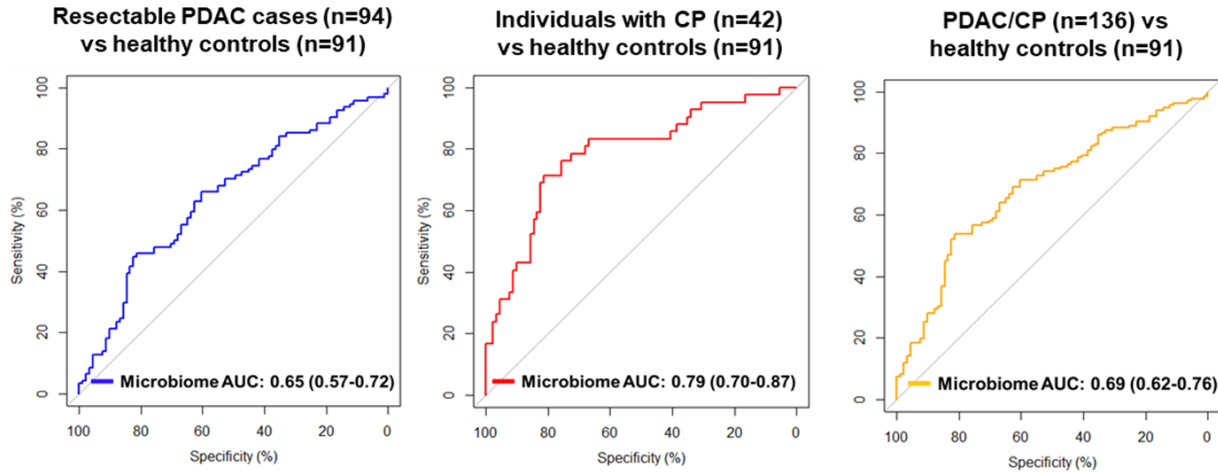 Resectable PDAC cases (n=94)
vs healthy controls (n=91)
Sensitivity (%)
100
80
60
40
20
0
Microbiome AUC: 0.65 (0.57-0.72)
100 80 60 40 20 0
Specificity (%)
Individuals with CP (n=42)
vs healthy controls (n=91)
Sensitivity (%)
100
80
60
40
20
0
Microbiome AUC: 0.79 (0.70-0.87)
100 80 60 40 20 0
Specificity (%)
PDAC/CP (n=136) vs
healthy controls (n=91)
Sensitivity (%)
100
80
60
40
20
0
Microbiome AUC: 0.69 (0.62-0.76)
100 80 60 40 20 0
Specificity (%)